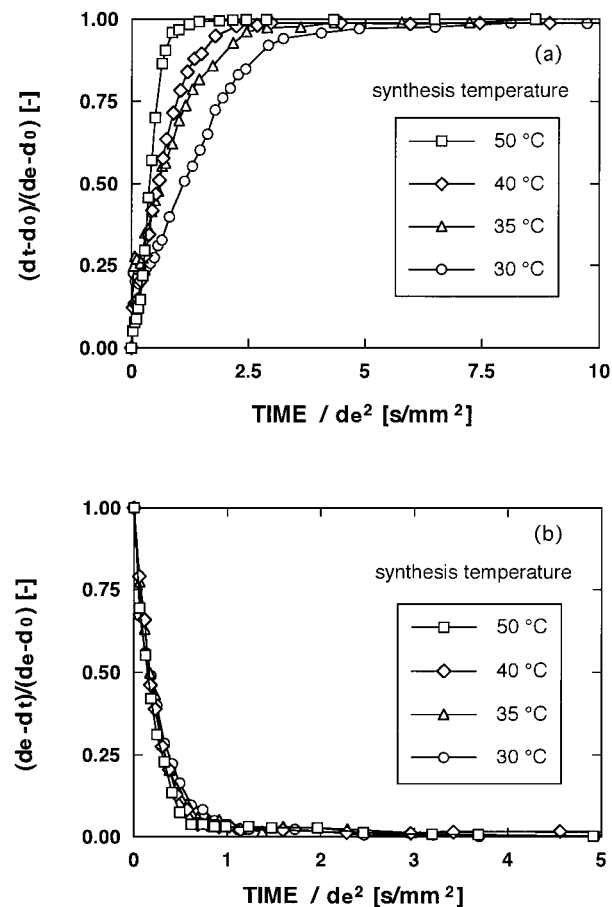 1.00
0.75
0.50
0.25
0.00
(dt-d0)/(de-d0) [-]
(a)
synthesis temperature
50 °C
40 °C
35 °C
30 °C
0
2.5
5
7.5
10
TIME / de² [s/mm²]
1.00
0.75
0.50
0.25
0.00
(de-dt)/(de-d0) [-]
(b)
synthesis temperature
50 °C
40 °C
35 °C
30 °C
0
1
2
3
4
5
TIME / de² [s/mm²]